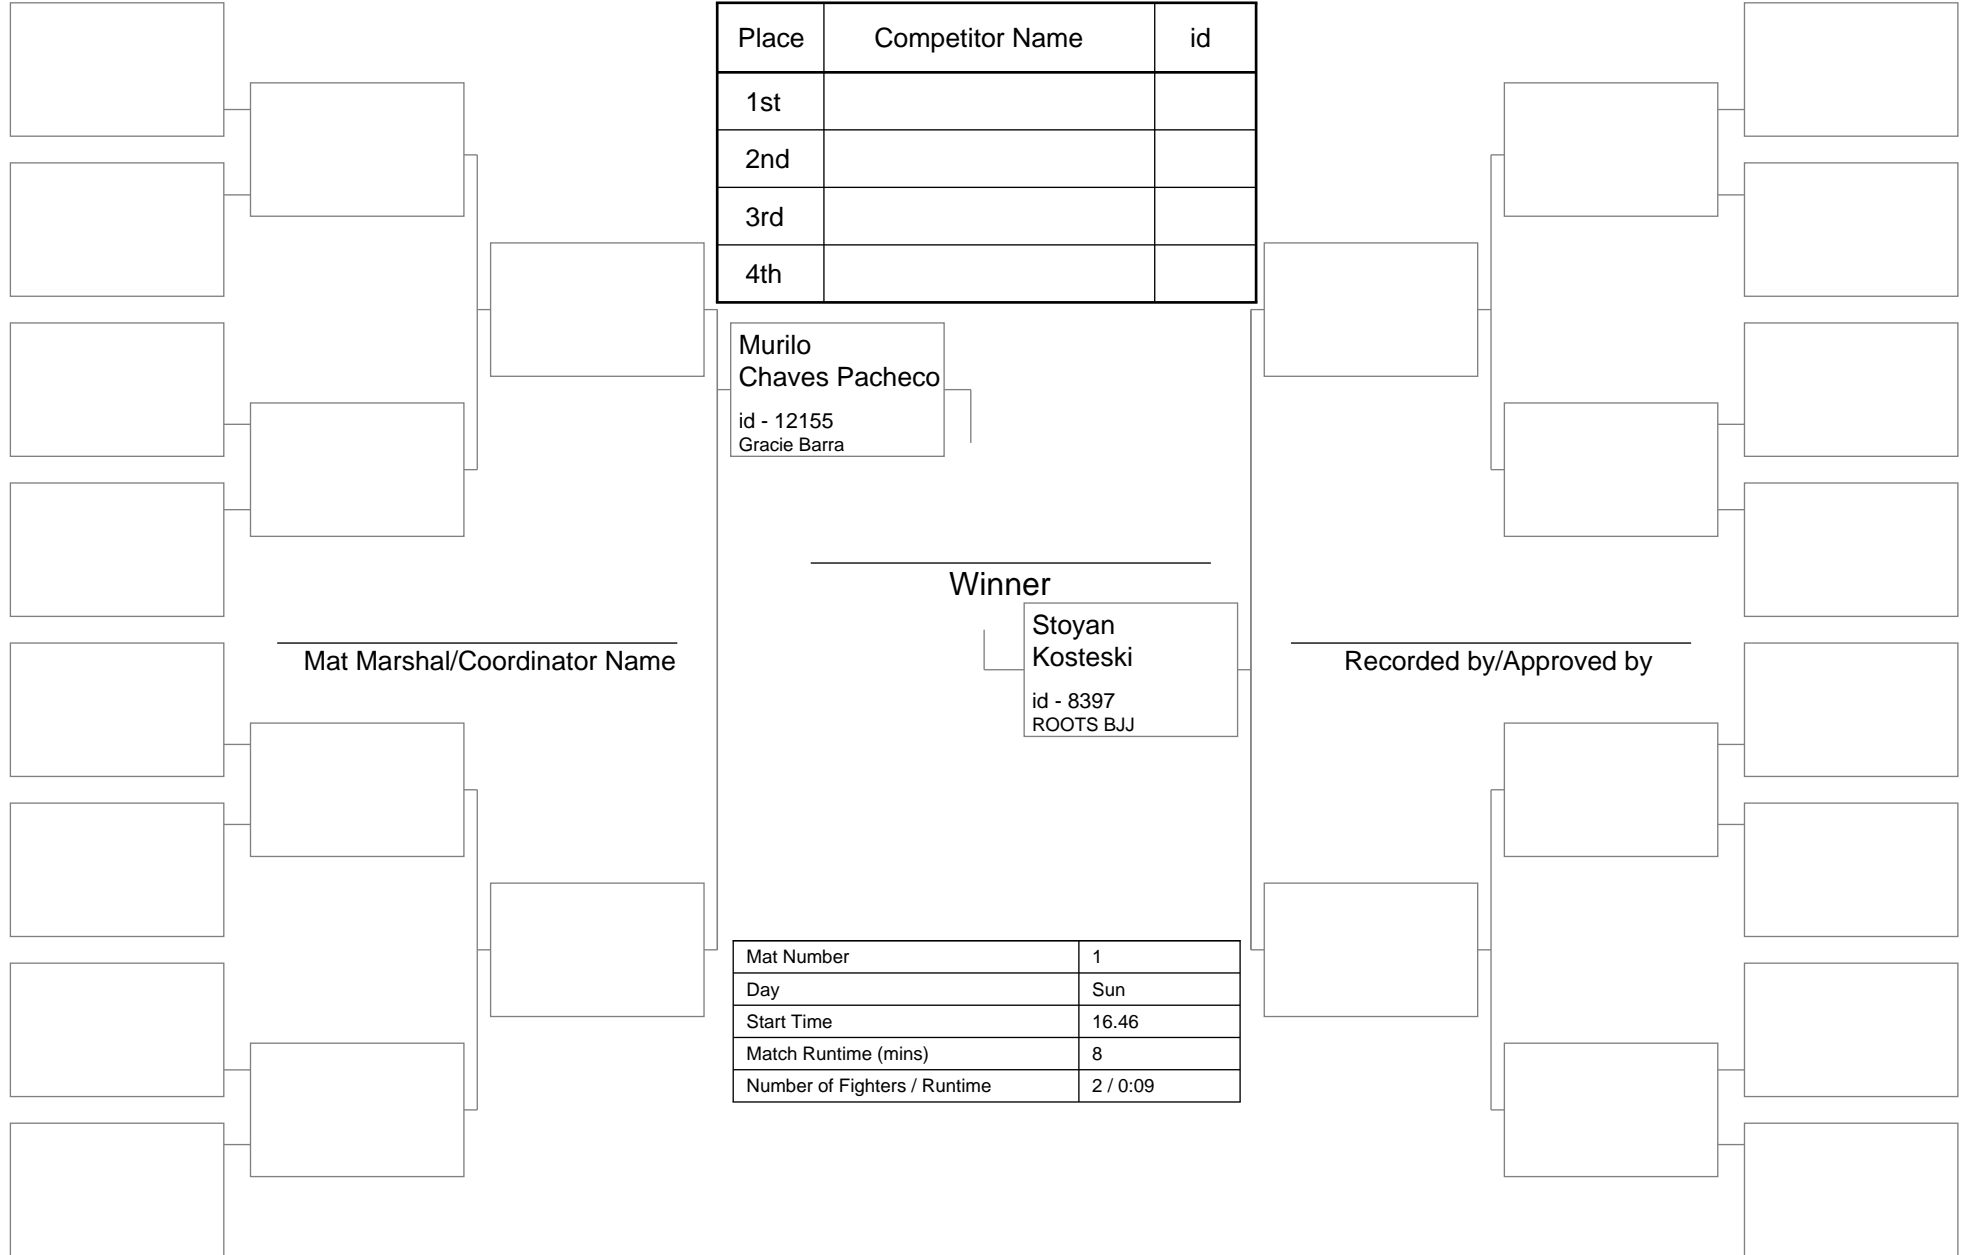 Place Competitor Name id
1st
2nd
3rd
4th
Murilo
Chaves Pacheco
id - 12155
Gracie Barra
Winner
Stoyan
Kosteski
id - 8397
ROOTS BJJ
Mat Marshal/Coordinator Name
Recorded by/Approved by
Mat Number 1
Day Sun
Start Time 16.46
Match Runtime (mins) 8
Number of Fighters / Runtime 2 / 0:09